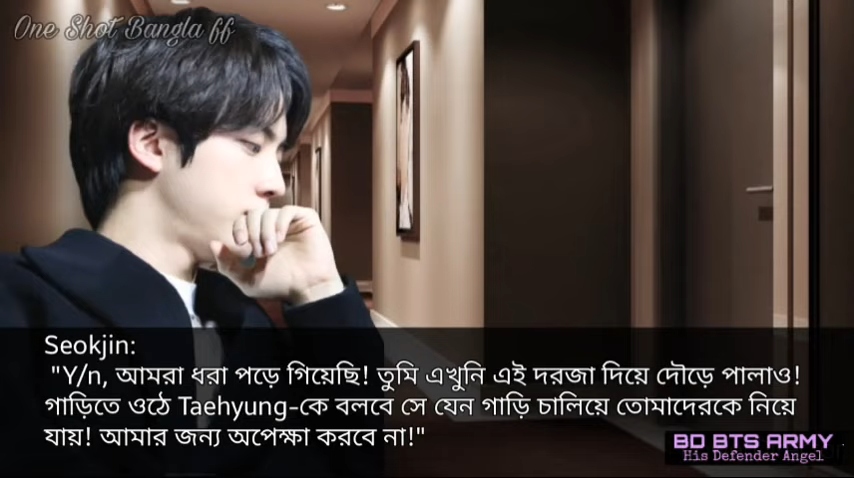 One Shot Bangla ff
Seokjin:
"Y/n, আমরা ধরা পড়ে গিয়েছি! তুমি এখুনি এই দরজা দিয়ে দৌড়ে পালাও!
গাড়িতে ওঠে Taehyung-কে বলবে সে যেন গাড়ি চালিয়ে তোমাদেরকে নিয়ে
যায়! আমার জন্য অপেক্ষা করবে না!"
BD BTS ARMY
His Defender Angel